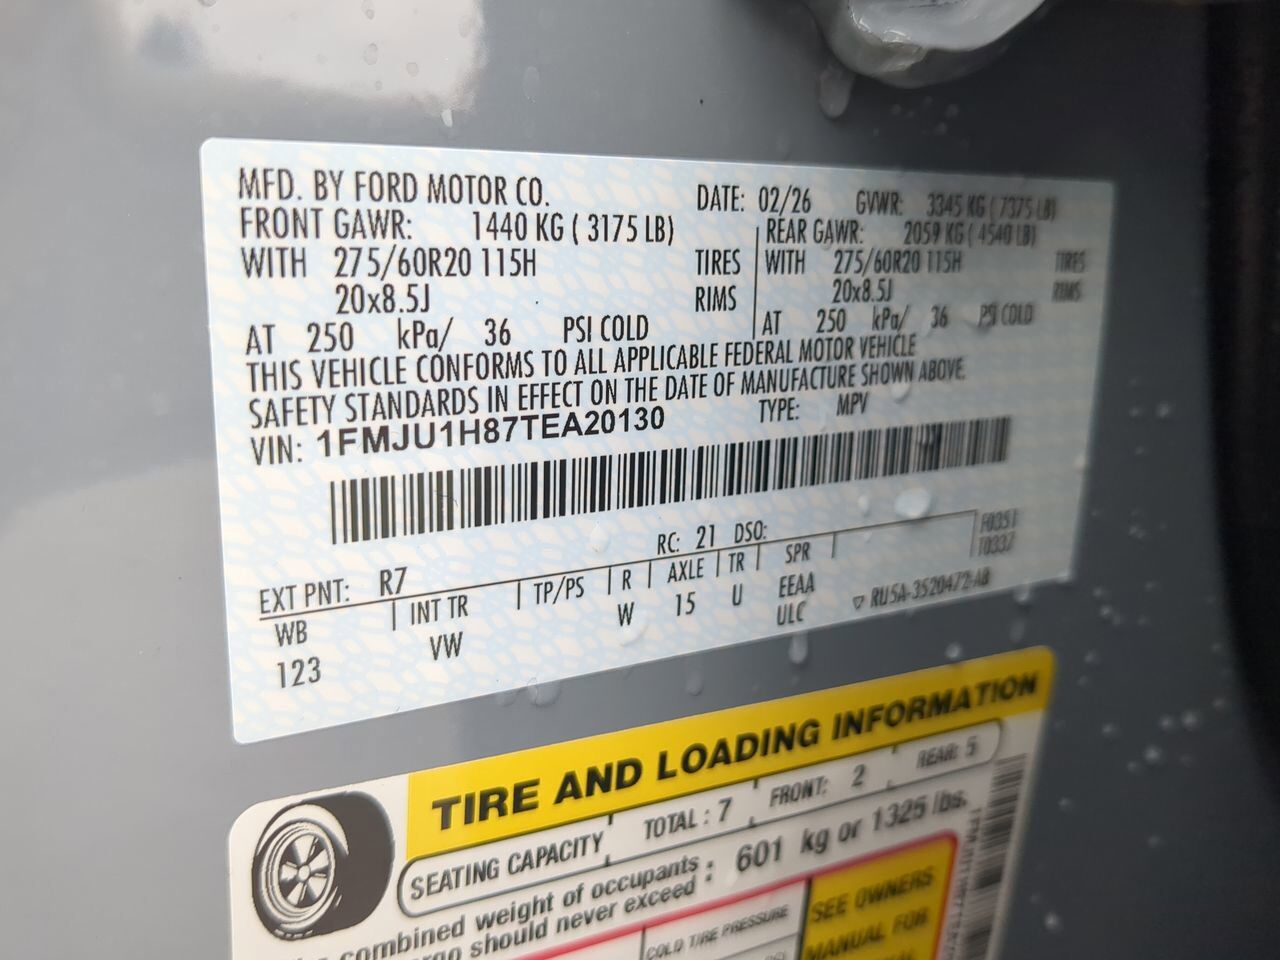 MFD. BY FORD MOTOR CO. DATE: 02/26 GVWR: 3345 KG ( 7375 LB)
FRONT GAWR: 1440 KG ( 3175 LB) REAR GAWR: 2059 KG ( 4540 LB)
WITH 275/60R20 115H TIRES WITH 275/60R20 115H TIRES
20x8.5J RIMS 20x8.5J RIMS
AT 250 kPa/ 36 PSI COLD AT 250 kPa/ 36 PSI COLD
THIS VEHICLE CONFORMS TO ALL APPLICABLE FEDERAL MOTOR VEHICLE
SAFETY STANDARDS IN EFFECT ON THE DATE OF MANUFACTURE SHOWN ABOVE.
VIN: 1FMJU1H87TEA20130 TYPE: MPV
F0351
T0337
EXT PNT: R7 RC: 21 DSO:
WB INT TR TP/PS R AXLE TR SPR
123 VW W 15 U EEAA
ULC ▽ RU5A-3520472-AB
TIRE AND LOADING INFORMATION
SEATING CAPACITY TOTAL : 7 FRONT: 2 REAR: 5
combined weight of occupants
should never exceed : 601 kg or 1325 lbs.
COLD TIRE PRESSURE
SEE OWNERS
MANUAL FOR